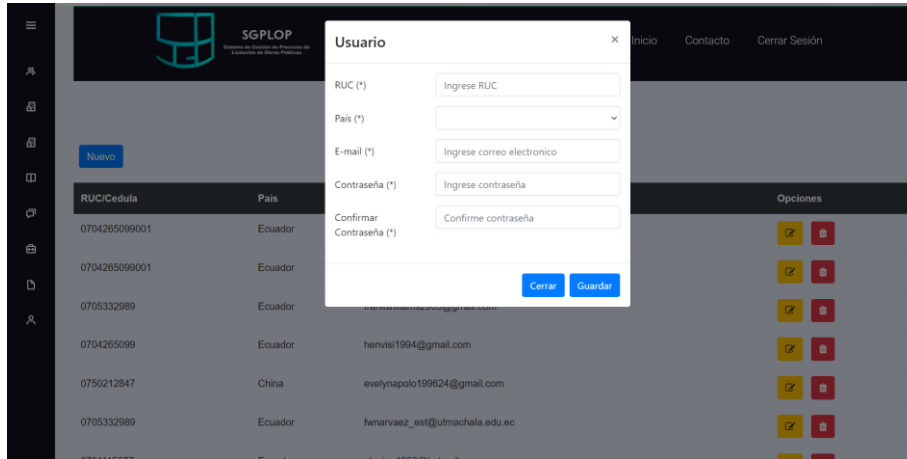 SGPLOP
Sistema de Gestión de Procesos de
Licitación de Obras Públicas
Inicio
Contacto
Cerrar Sesión
Usuario
×
RUC (*)
Ingrese RUC
País (*)
E-mail (*)
Ingrese correo electronico
Contraseña (*)
Ingrese contraseña
Confirmar
Contraseña (*)
Confirme contraseña
Cerrar
Guardar
Nuevo
RUC/Cedula
Pais
Opciones
0704265099001
Ecuador
0704265099001
Ecuador
0705332989
Ecuador
0704265099
Ecuador
henvisi1994@gmail.com
0750212847
China
evelynapolo199624@gmail.com
0705332989
Ecuador
fwnarvaez_est@utmachala.edu.ec